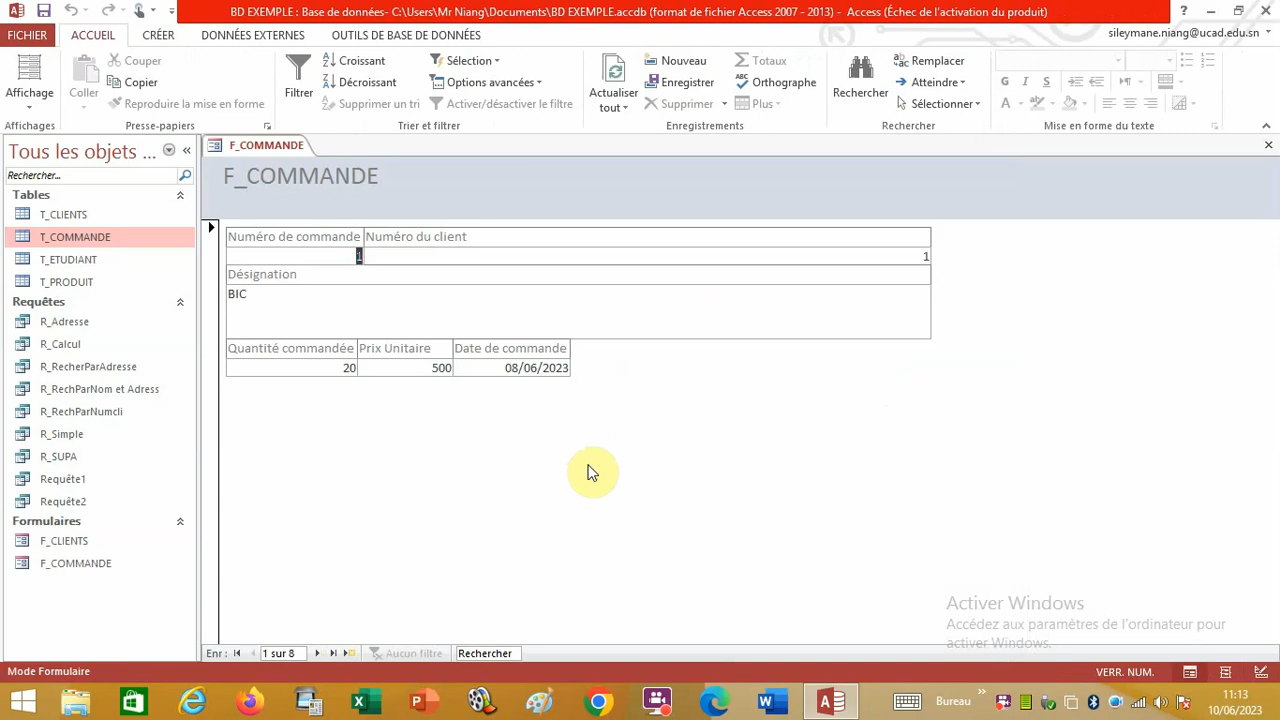 BD EXEMPLE : Base de données- C:\Users\Mr Niang\Documents\BD EXEMPLE.accdb (format de fichier Access 2007 - 2013) - Access (Échec de l'activation du produit)
FICHIER ACCUEIL CRÉER DONNÉES EXTERNES OUTILS DE BASE DE DONNÉES sileymane.niang@ucad.edu.sn
Affichage
Affichages
Coller
Couper
Copier
Reproduire la mise en forme
Presse-papiers
Filtrer
Croissant
Décroissant
Supprimer un tri
Sélection
Options avancées
Activer/désactiver le filtre
Trier et filtrer
Actualiser
tout
Nouveau
Enregistrer
Supprimer
Totaux
Orthographe
Plus
Enregistrements
Rechercher
Remplacer
Atteindre
Sélectionner
Rechercher
G I S
A
Mise en forme du texte
Tous les objets ...
Rechercher...
Tables
T_CLIENTS
T_COMMANDE
T_ETUDIANT
T_PRODUIT
Requêtes
R_Adresse
R_Calcul
R_RecherParAdresse
R_RechParNom et Adress
R_RechParNumcli
R_Simple
R_SUPA
Requête1
Requête2
Formulaires
F_CLIENTS
F_COMMANDE
F_COMMANDE
F_COMMANDE
Numéro de commande Numéro du client
1 1
Désignation
BIC
Quantité commandée Prix Unitaire Date de commande
20 500 08/06/2023
Activer Windows
Accédez aux paramètres de l'ordinateur pour
activer Windows.
Enr : 1 sur 8 Aucun filtre Rechercher
Mode Formulaire VERR. NUM.
Bureau
11:13
10/06/2023